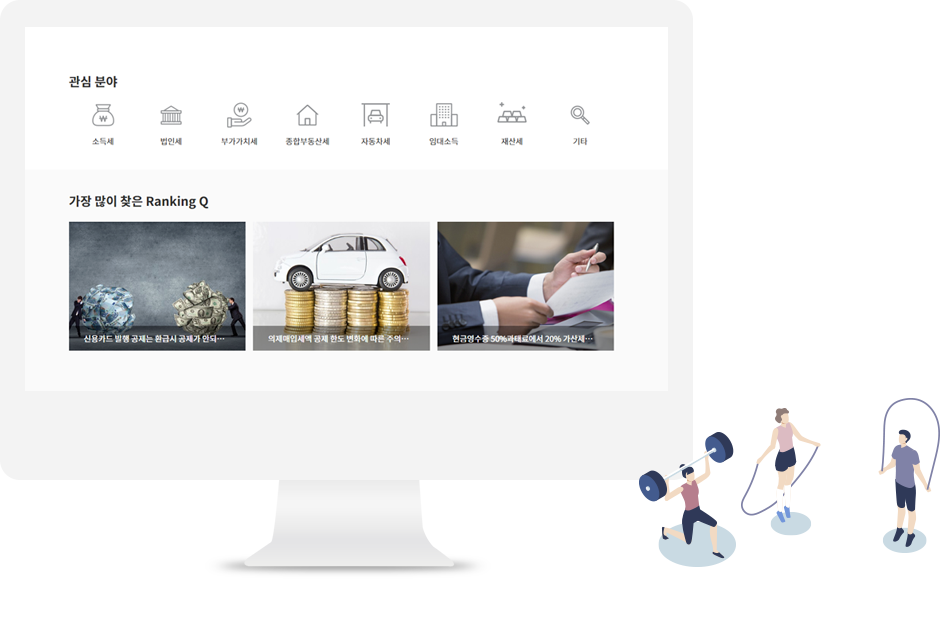 관심 분야
소득세 법인세 부가가치세 종합부동산세 자동차세 임대소득 재산세 기타
가장 많이 찾은 Ranking Q
신용카드 발행 공제는 환급시 공제가 안되…
의제매입세액 공제 한도 변화에 따른 주의…
현금영수증 50%과태료에서 20% 가산세…